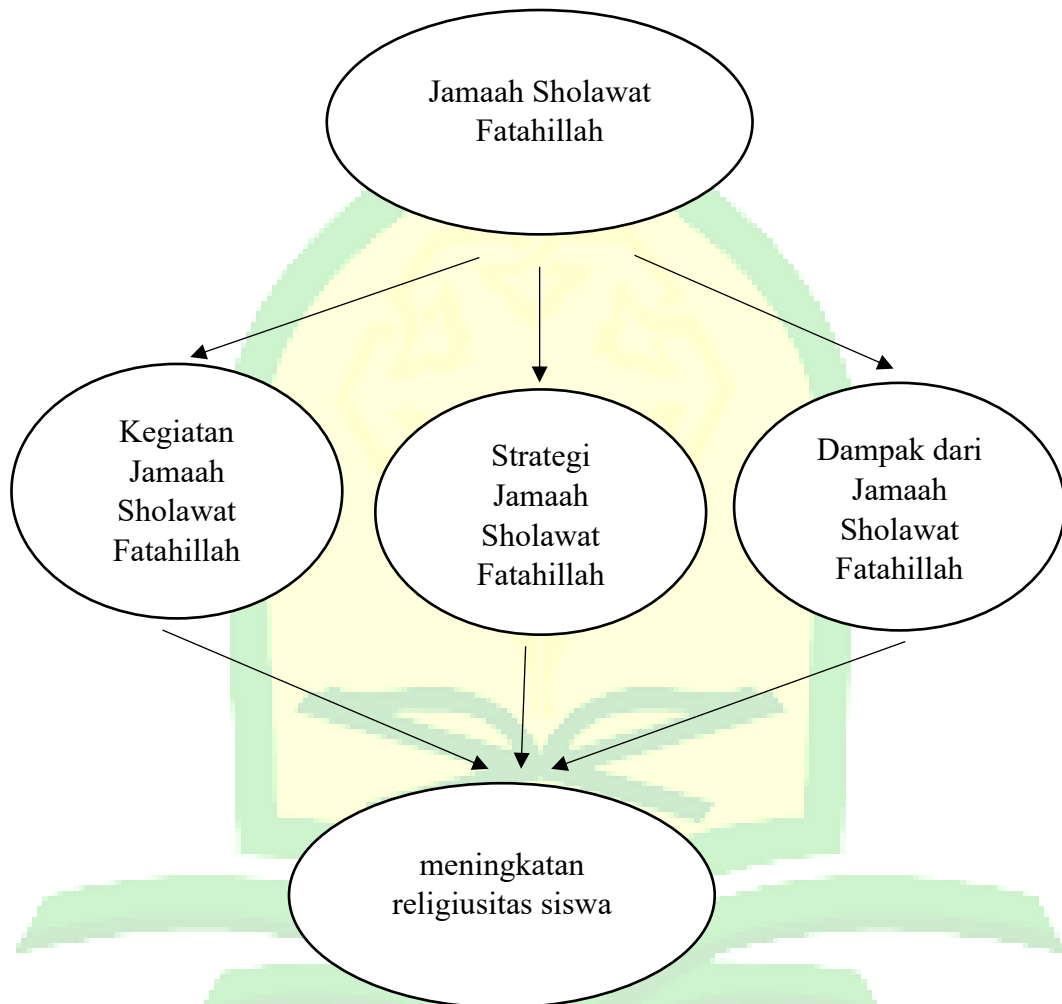 Jamaah Sholawat
Fatahillah
Kegiatan
Jamaah
Sholawat
Fatahillah
Strategi
Jamaah
Sholawat
Fatahillah
Dampak dari
Jamaah
Sholawat
Fatahillah
meningkatan
religiusitas siswa